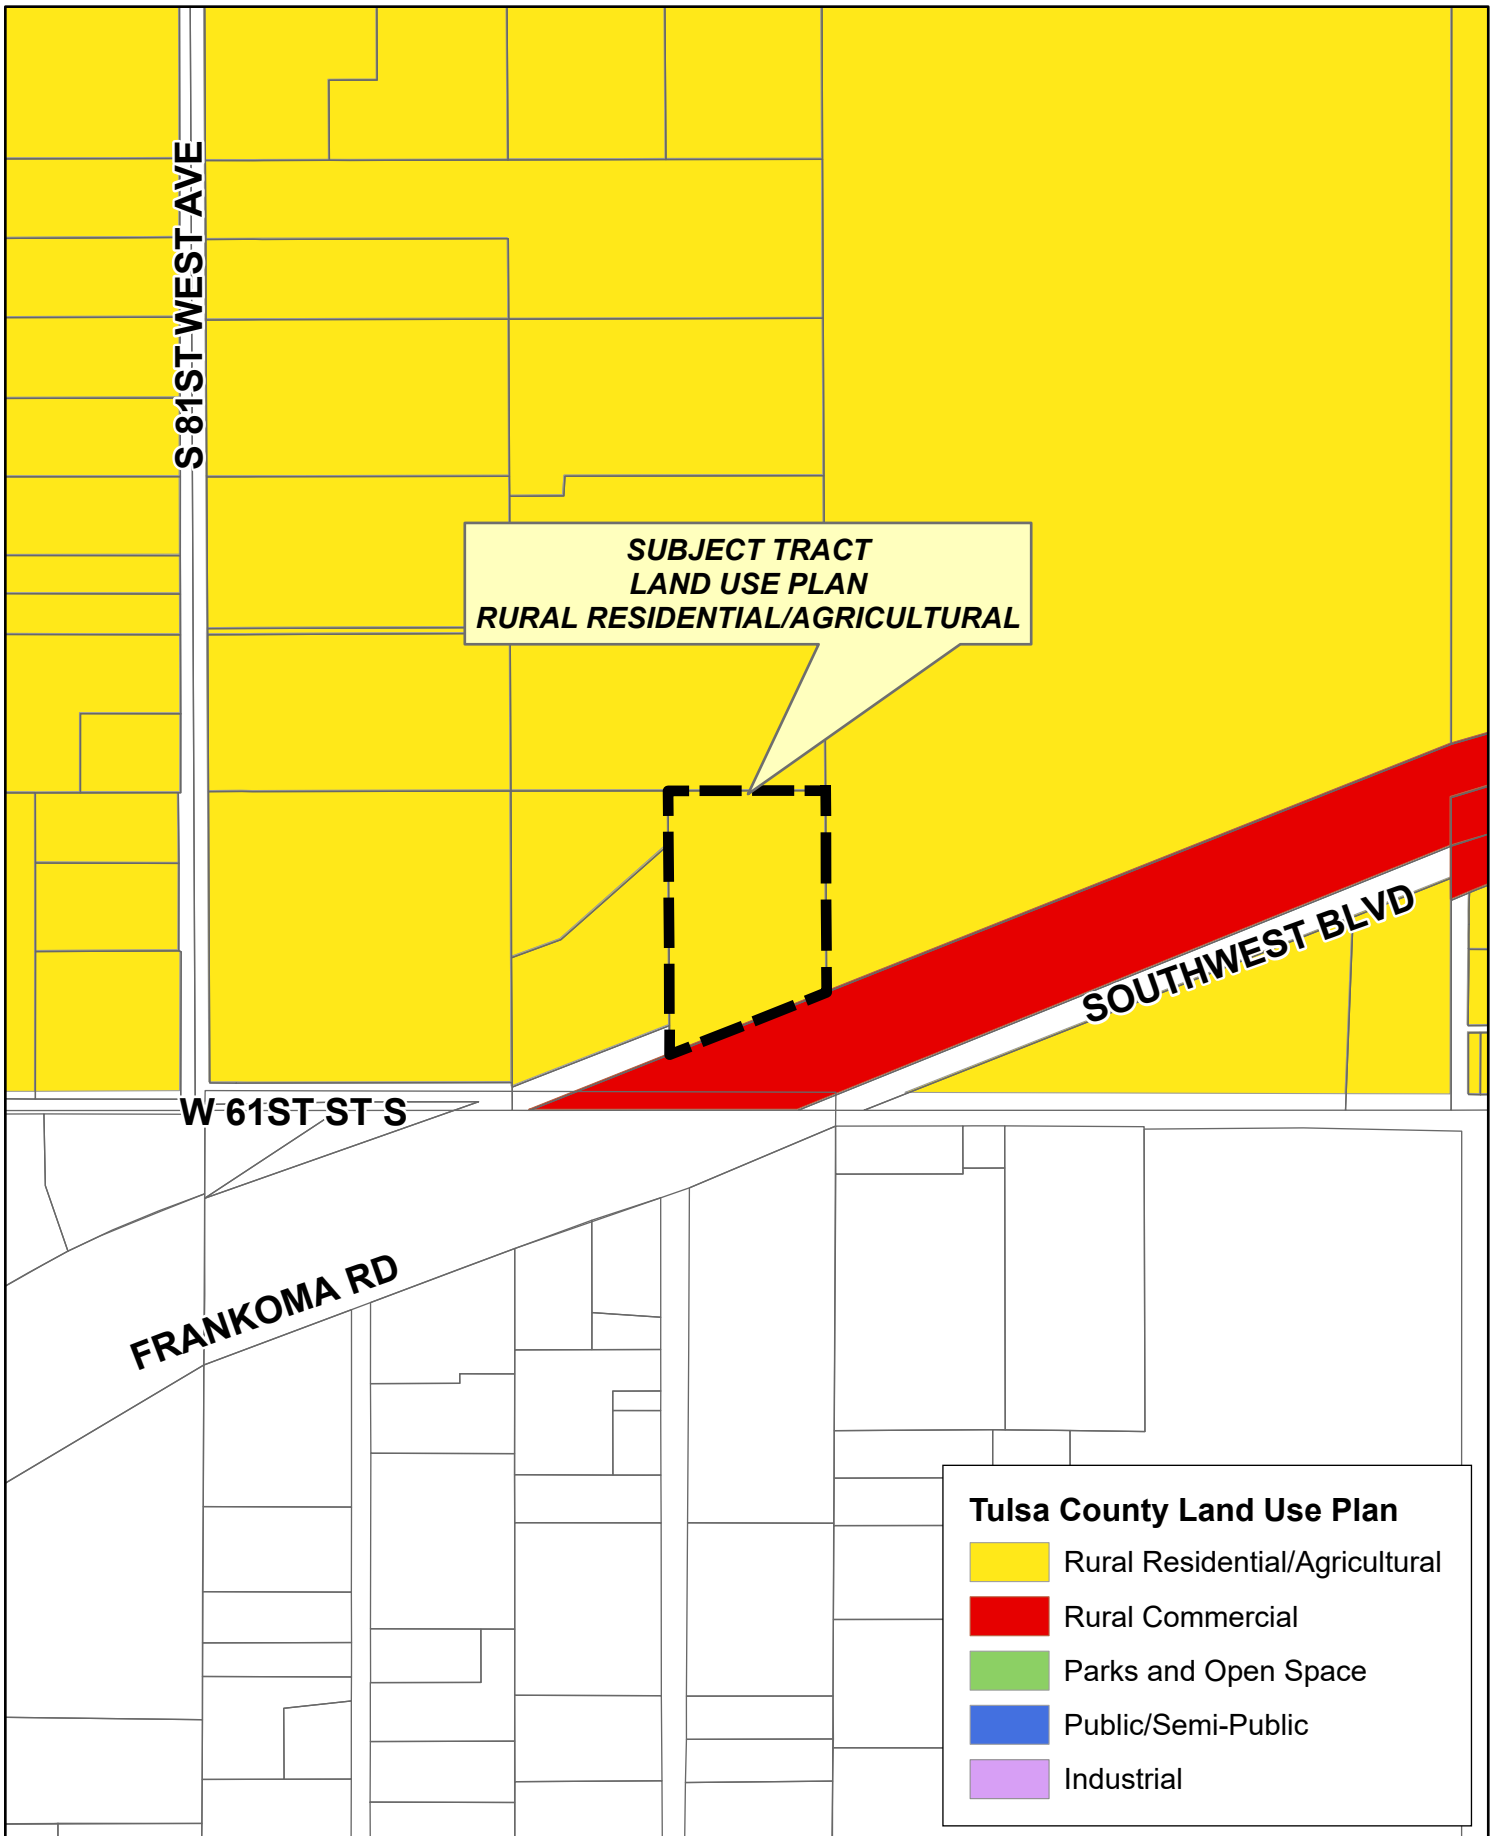 S 81ST WEST AVE
SUBJECT TRACT
LAND USE PLAN
RURAL RESIDENTIAL/AGRICULTURAL
SOUTHWEST BLVD
W 61ST ST S
FRANKOMA RD
Tulsa County Land Use Plan
Rural Residential/Agricultural
Rural Commercial
Parks and Open Space
Public/Semi-Public
Industrial